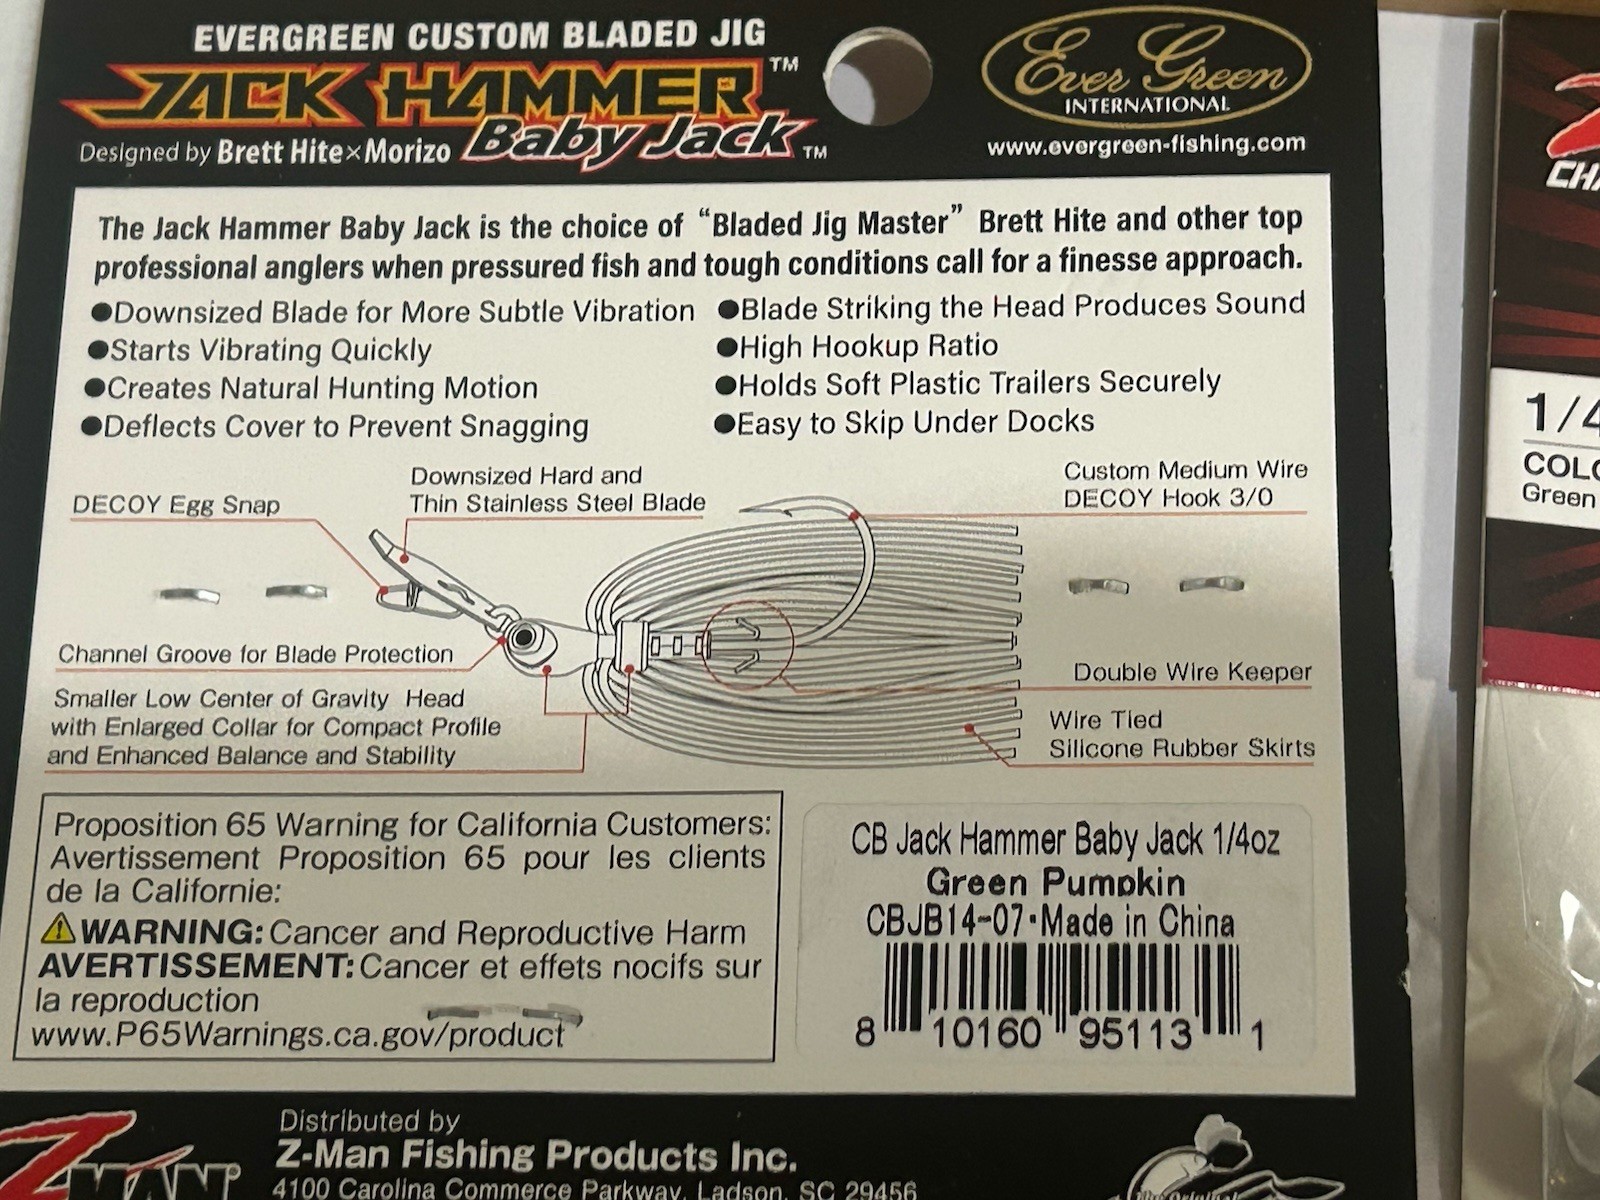 EVERGREEN CUSTOM BLADED JIG
JACK HAMMER™
Designed by Brett Hite×Morizo Baby Jack™
Ever Green
INTERNATIONAL
www.evergreen-fishing.com
The Jack Hammer Baby Jack is the choice of “Bladed Jig Master” Brett Hite and other top
professional anglers when pressured fish and tough conditions call for a finesse approach.
●Downsized Blade for More Subtle Vibration
●Starts Vibrating Quickly
●Creates Natural Hunting Motion
●Deflects Cover to Prevent Snagging
●Blade Striking the Head Produces Sound
●High Hookup Ratio
●Holds Soft Plastic Trailers Securely
●Easy to Skip Under Docks
DECOY Egg Snap
Downsized Hard and
Thin Stainless Steel Blade
Custom Medium Wire
DECOY Hook 3/0
Channel Groove for Blade Protection
Smaller Low Center of Gravity Head
with Enlarged Collar for Compact Profile
and Enhanced Balance and Stability
Double Wire Keeper
Wire Tied
Silicone Rubber Skirts
Proposition 65 Warning for California Customers:
Avertissement Proposition 65 pour les clients
de la Californie:
⚠WARNING: Cancer and Reproductive Harm
AVERTISSEMENT: Cancer et effets nocifs sur
la reproduction
www.P65Warnings.ca.gov/product
CB Jack Hammer Baby Jack 1/4oz
Green Pumpkin
CBJB14-07·Made in China
8 10160 95113 1
ZMAN®
Distributed by
Z-Man Fishing Products Inc.
4100 Carolina Commerce Parkway, Ladson, SC 29456
The Original
1/4
Green